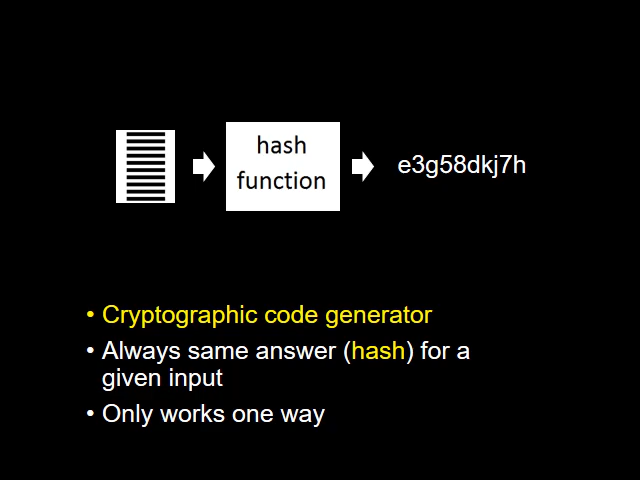 hash
function
e3g58dkj7h
• Cryptographic code generator
• Always same answer (hash) for a
given input
• Only works one way